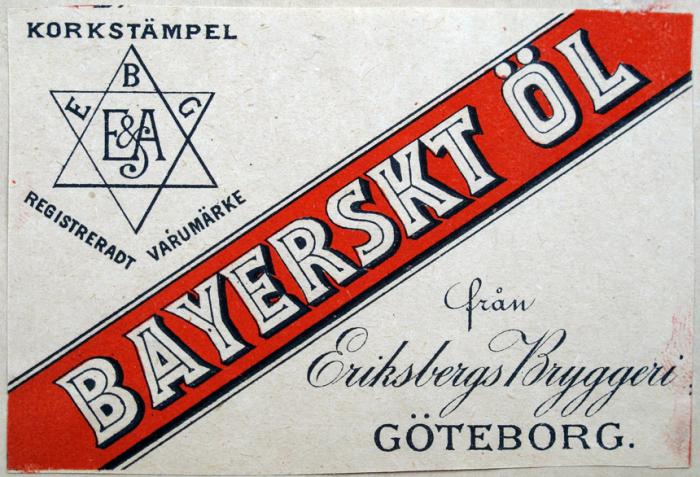 KORKSTÄMPEL
B
E G
E&A
REGISTRERADT VARUMÄRKE
BAYERSKT ÖL
från
Eriksbergs Bryggeri
GÖTEBORG.